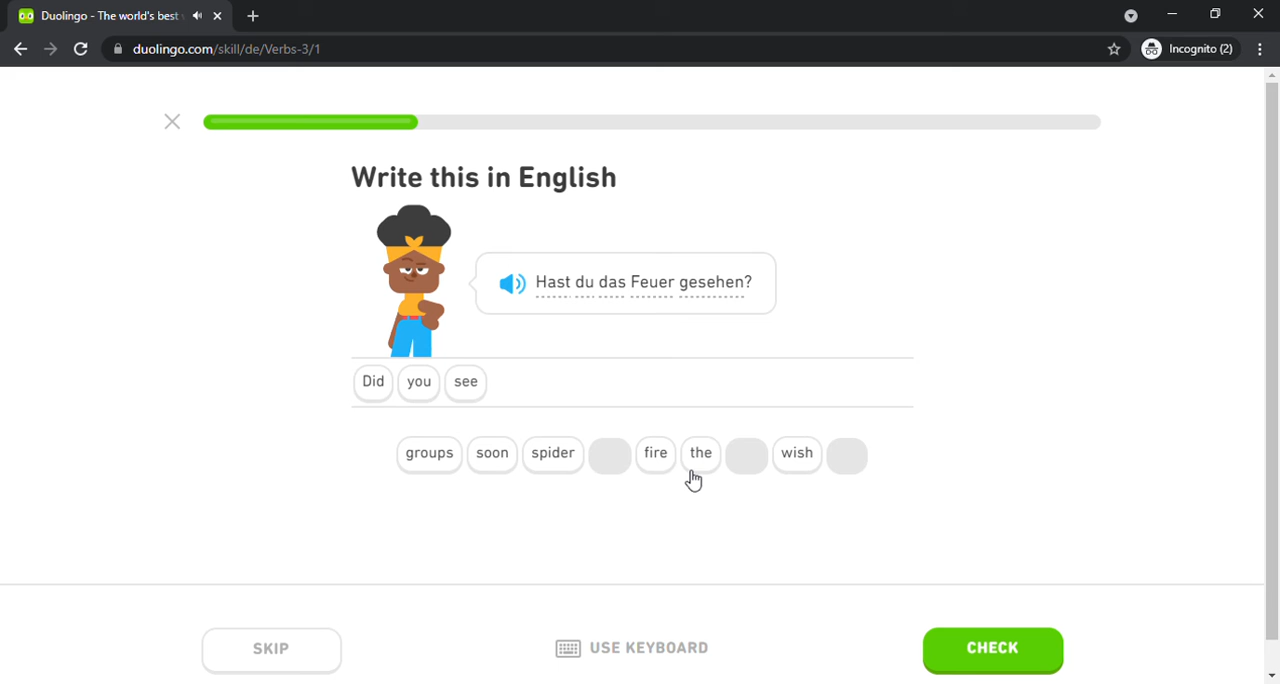 Duolingo - The world's best
duolingo.com/skill/de/Verbs-3/1
Incognito (2)
Write this in English
Hast du das Feuer gesehen?
Did you see
groups soon spider fire the wish
SKIP USE KEYBOARD CHECK